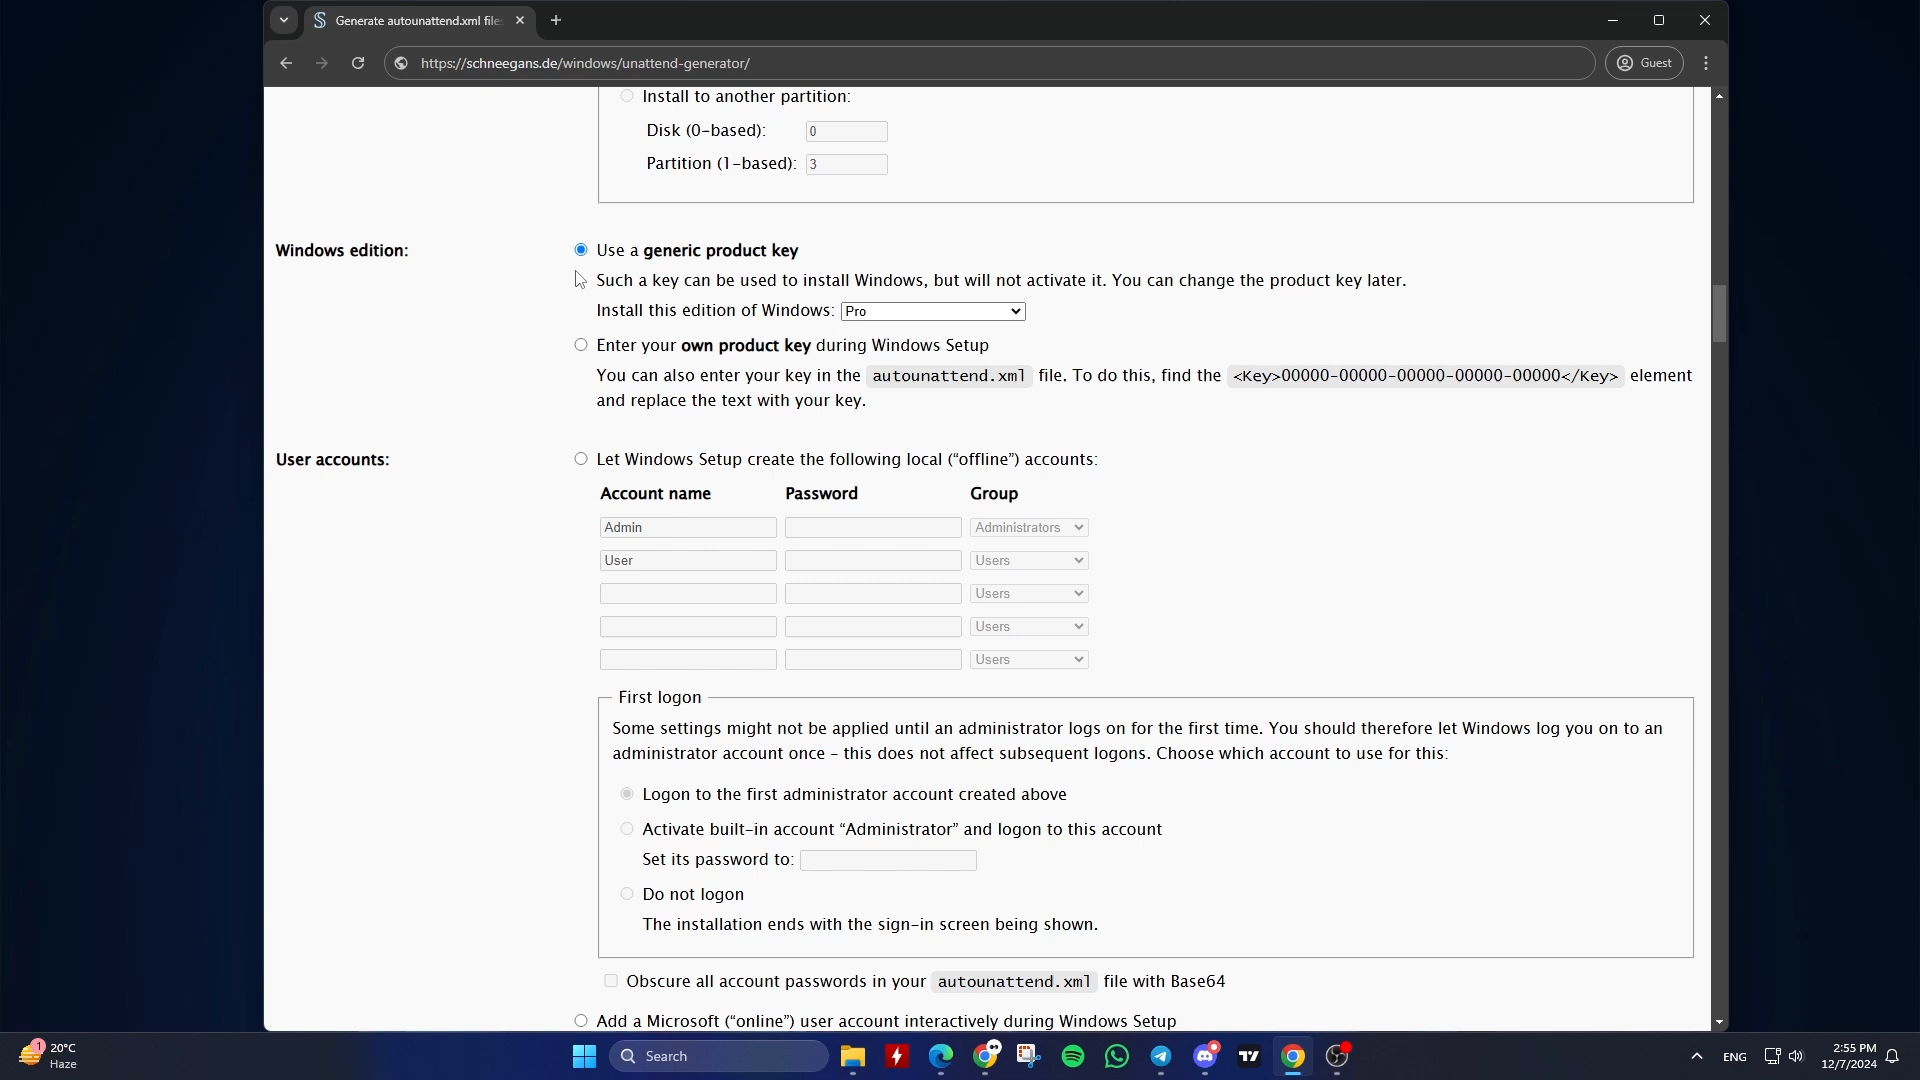 Generate autounattend.xml file
https://schneegans.de/windows/unattend-generator/
Guest
Install to another partition:
Disk (0-based): 0
Partition (1-based): 3
Windows edition:
Use a generic product key
Such a key can be used to install Windows, but will not activate it. You can change the product key later.
Install this edition of Windows: Pro
Enter your own product key during Windows Setup
You can also enter your key in the autounattend.xml file. To do this, find the <Key>00000-00000-00000-00000-00000</Key> element
and replace the text with your key.
User accounts:
Let Windows Setup create the following local (“offline”) accounts:
Account name Password Group
Admin Administrators
User Users
Users
Users
Users
First logon
Some settings might not be applied until an administrator logs on for the first time. You should therefore let Windows log you on to an
administrator account once – this does not affect subsequent logons. Choose which account to use for this:
Logon to the first administrator account created above
Activate built-in account “Administrator” and logon to this account
Set its password to:
Do not logon
The installation ends with the sign-in screen being shown.
Obscure all account passwords in your autounattend.xml file with Base64
Add a Microsoft (“online”) user account interactively during Windows Setup
1
20°C
Haze
Search
ENG
2:55 PM
12/7/2024